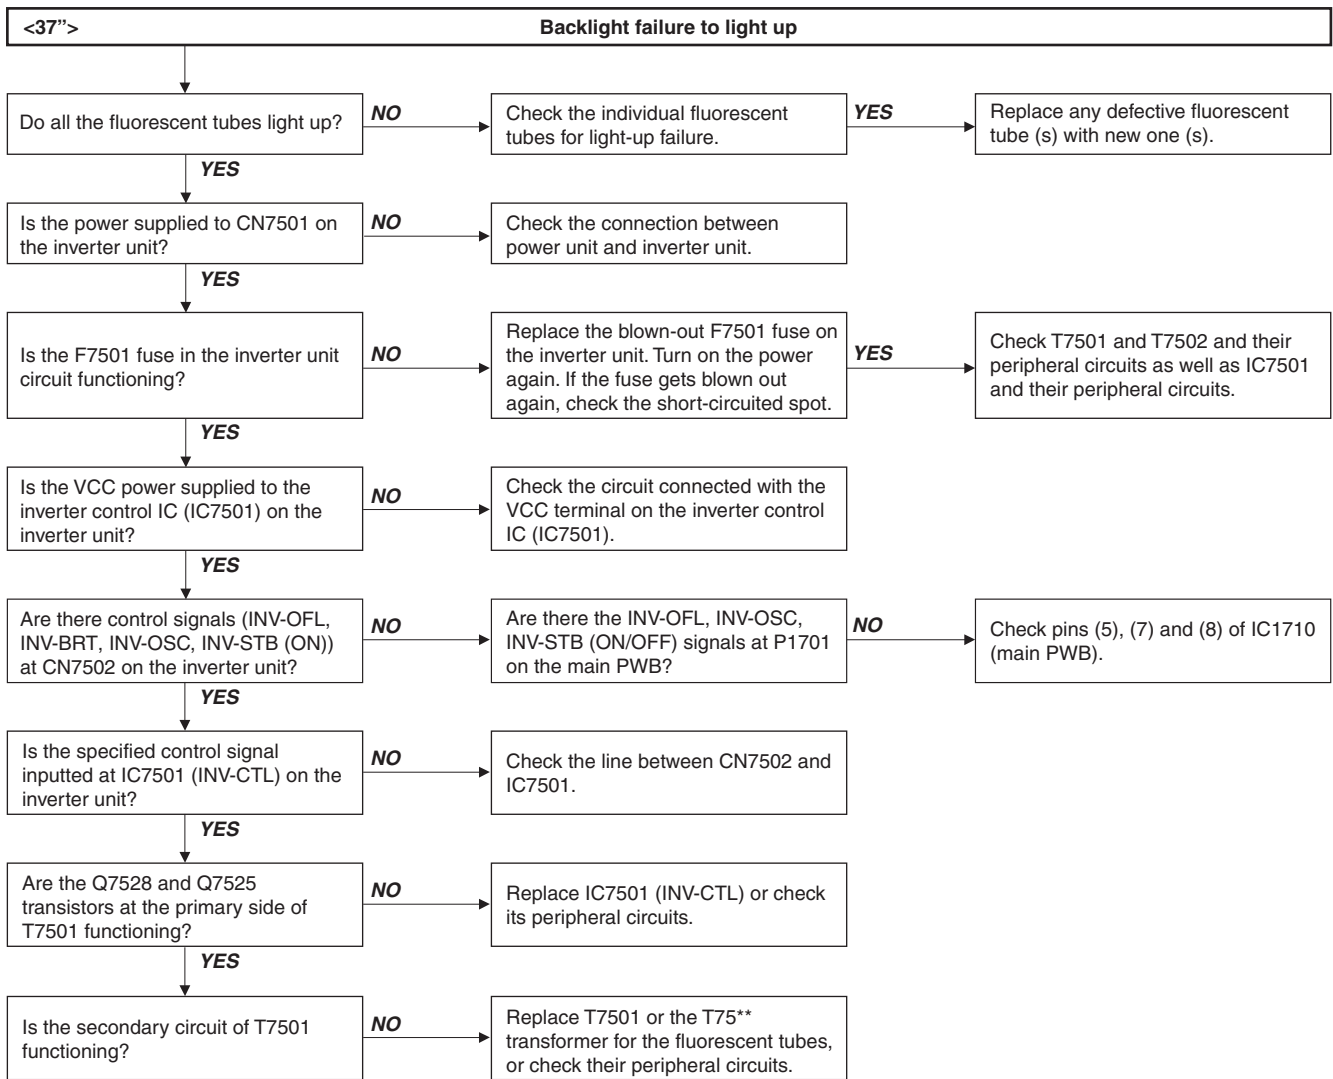 <37”> Backlight failure to light up
Do all the fluorescent tubes light up?
NO
Check the individual fluorescent
tubes for light-up failure.
YES
Replace any defective fluorescent
tube (s) with new one (s).
YES
Is the power supplied to CN7501 on
the inverter unit?
NO
Check the connection between
power unit and inverter unit.
YES
Is the F7501 fuse in the inverter unit
circuit functioning?
NO
Replace the blown-out F7501 fuse on
the inverter unit. Turn on the power
again. If the fuse gets blown out
again, check the short-circuited spot.
YES
Check T7501 and T7502 and their
peripheral circuits as well as IC7501
and their peripheral circuits.
YES
Is the VCC power supplied to the
inverter control IC (IC7501) on the
inverter unit?
NO
Check the circuit connected with the
VCC terminal on the inverter control
IC (IC7501).
YES
Are there control signals (INV-OFL,
INV-BRT, INV-OSC, INV-STB (ON))
at CN7502 on the inverter unit?
NO
Are there the INV-OFL, INV-OSC,
INV-STB (ON/OFF) signals at P1701
on the main PWB?
NO
Check pins (5), (7) and (8) of IC1710
(main PWB).
YES
Is the specified control signal
inputted at IC7501 (INV-CTL) on the
inverter unit?
NO
Check the line between CN7502 and
IC7501.
YES
Are the Q7528 and Q7525
transistors at the primary side of
T7501 functioning?
NO
Replace IC7501 (INV-CTL) or check
its peripheral circuits.
YES
Is the secondary circuit of T7501
functioning?
NO
Replace T7501 or the T75**
transformer for the fluorescent tubes,
or check their peripheral circuits.